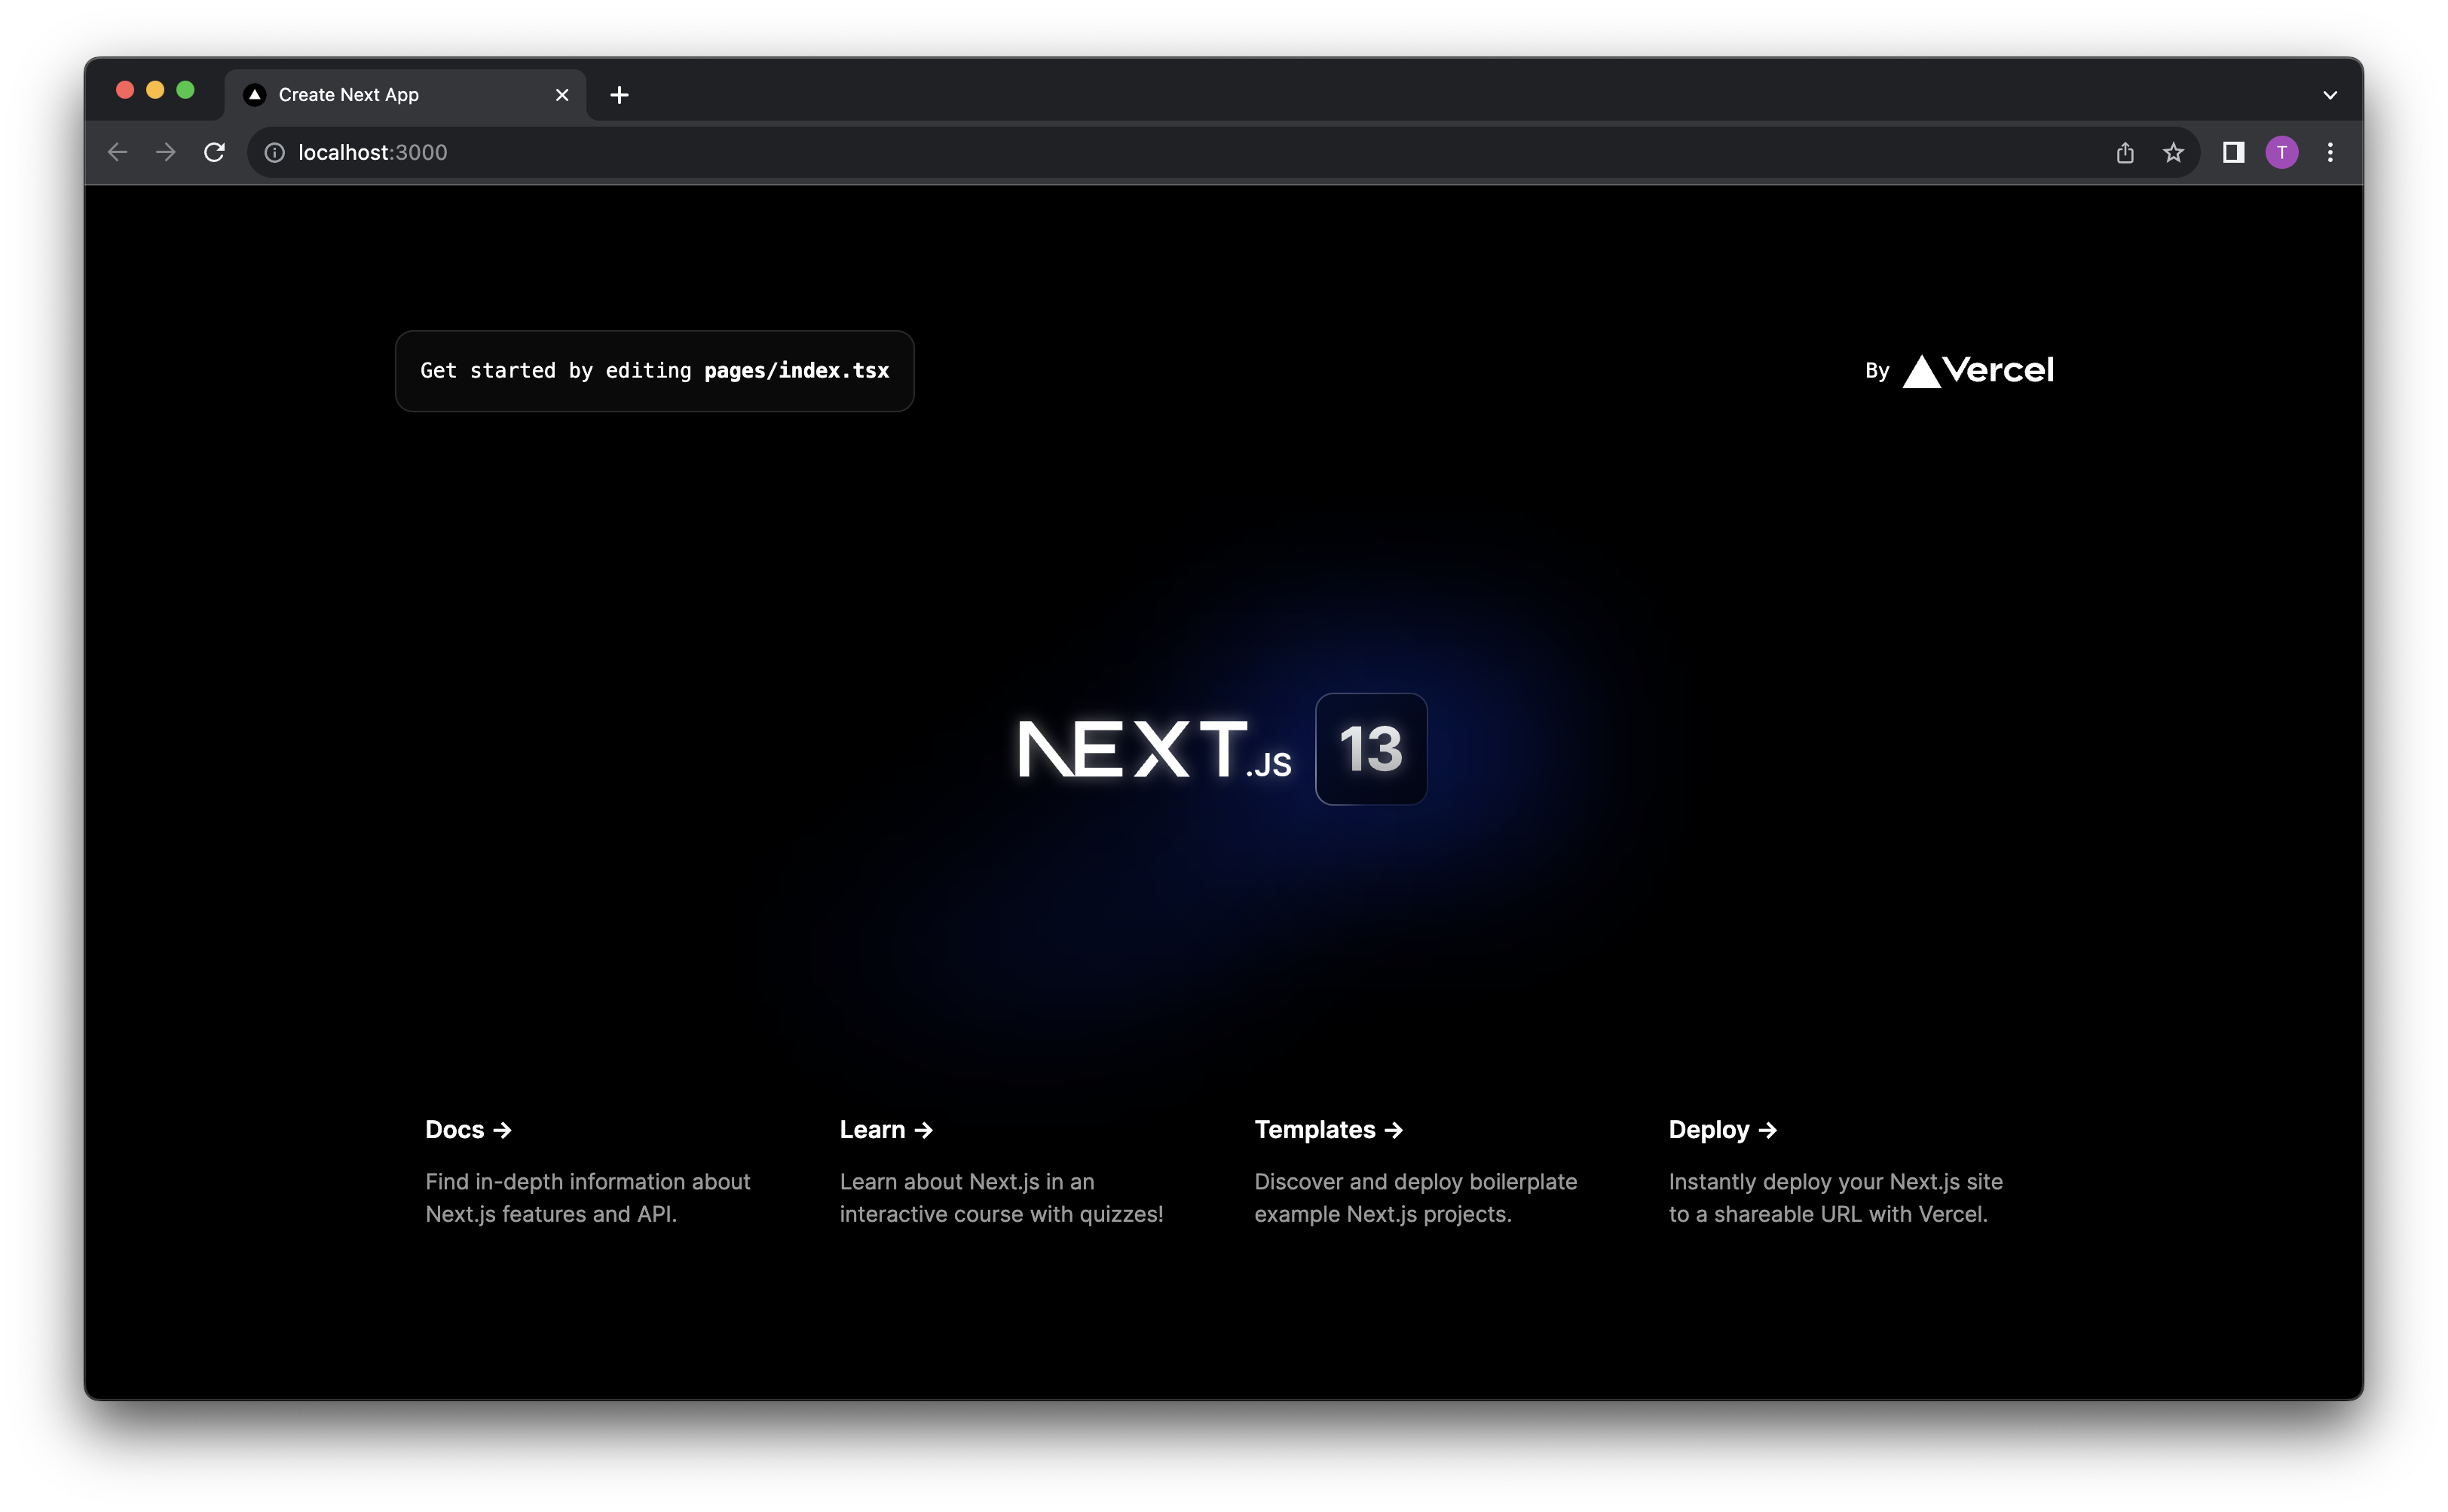 Create Next App
localhost:3000
T
Get started by editing pages/index.tsx
By Vercel
NEXT.JS 13
Docs →
Find in-depth information about
Next.js features and API.
Learn →
Learn about Next.js in an
interactive course with quizzes!
Templates →
Discover and deploy boilerplate
example Next.js projects.
Deploy →
Instantly deploy your Next.js site
to a shareable URL with Vercel.